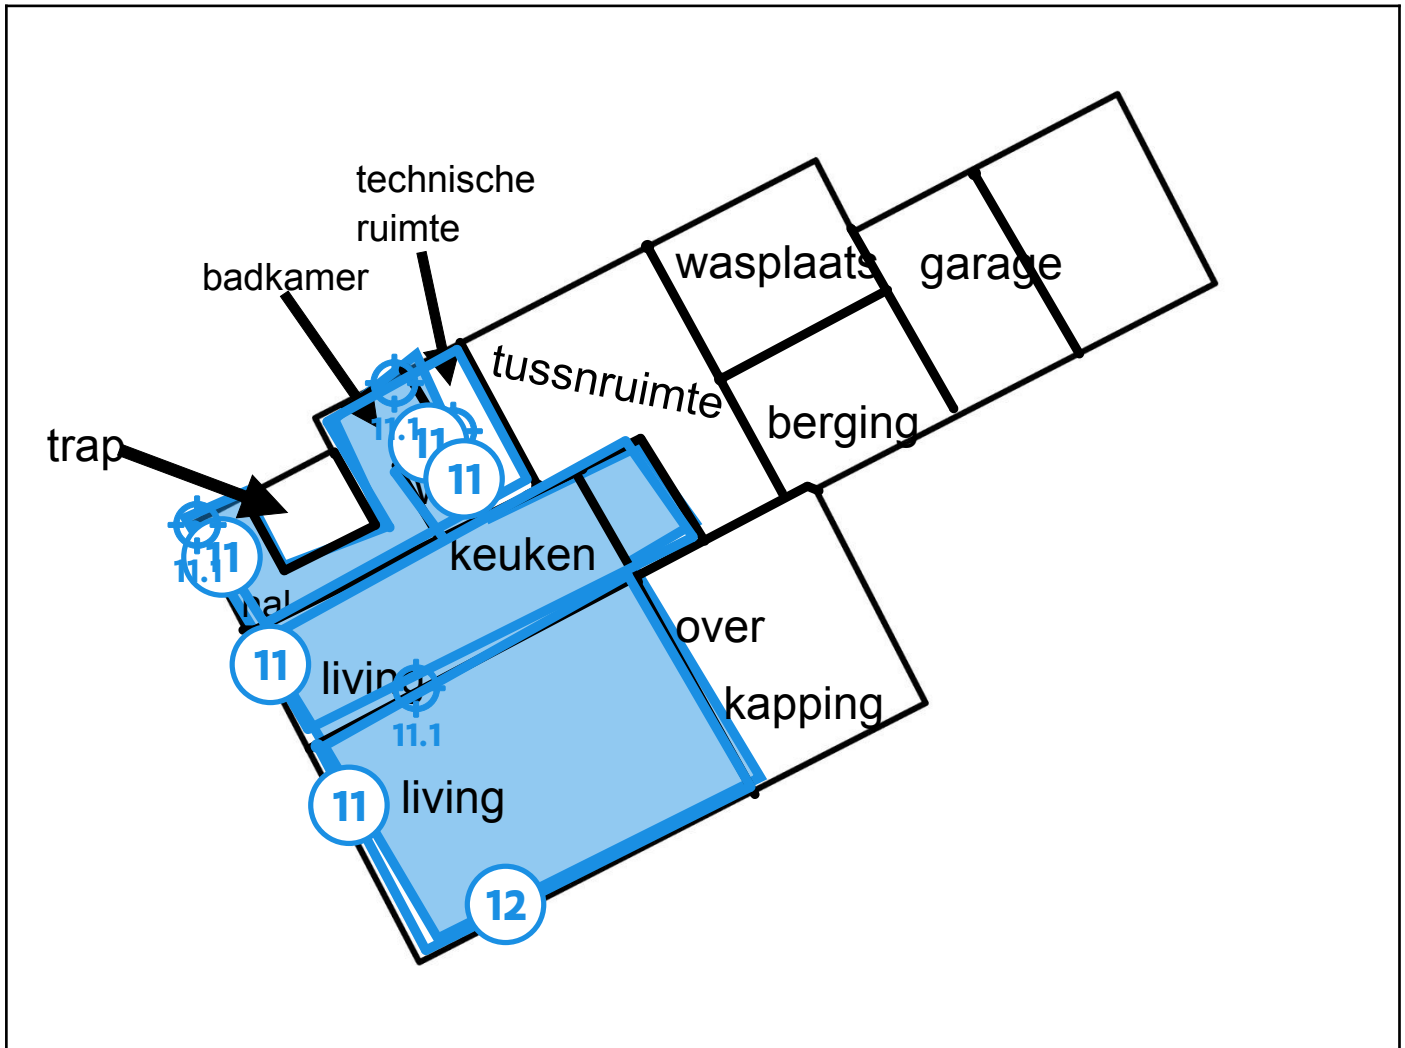 technische
ruimte
badkamer
wasplaats
garage
tussnruimte
trap
berging
11.1
11
11
11
11.1
keuken
hal
over
11
living
kapping
11.1
11
living
12